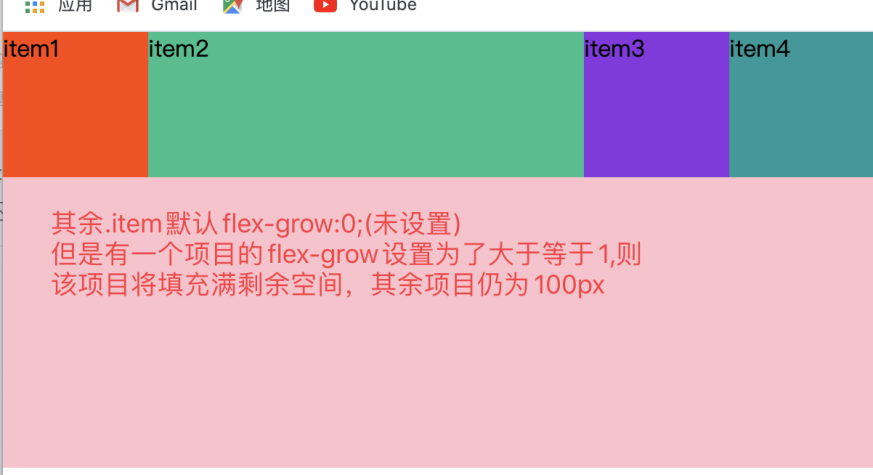 应用 Gmail 地图 YouTube
item1 item2 item3 item4
其余.item默认flex-grow:0;(未设置)
但是有一个项目的flex-grow设置为了大于等于1,则
该项目将填充满剩余空间，其余项目仍为100px